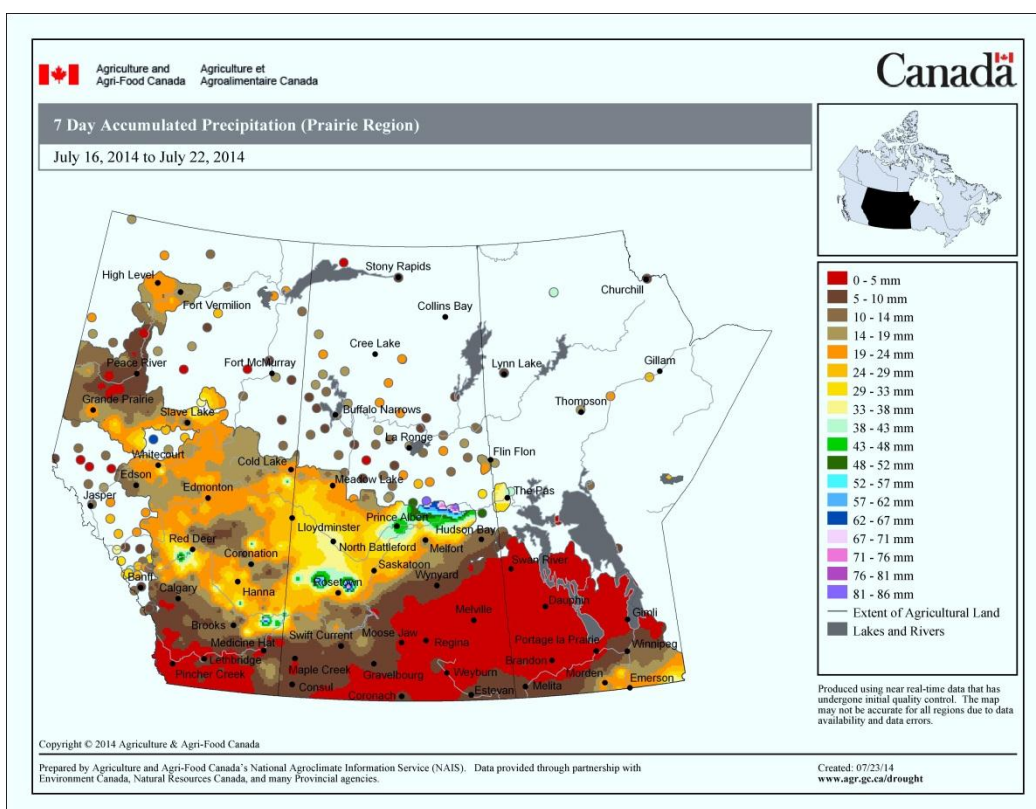 Agriculture and Agriculture et
Agri-Food Canada Agroalimentaire Canada
Canada
7 Day Accumulated Precipitation (Prairie Region)
July 16, 2014 to July 22, 2014
High Level
Fort Vermilion
Stony Rapids
Churchill
Collins Bay
Cree Lake
Peace River
Fort McMurray
Lynn Lake
Gillam
Grande Prairie
Slave Lake
Buffalo Narrows
Thompson
La Ronge
Whitecourt
Cold Lake
Flin Flon
Edson
Meadow Lake
Jasper
Edmonton
The Pas
Lloydminster
Prince Albert
Hudson Bay
Red Deer
North Battleford
Melfort
Coronation
Saskatoon
Swan River
Banff
Hanna
Rosetown
Wynyard
Calgary
Dauphin
Brooks
Melville
Gimli
Swift Current
Moose Jaw
Regina
Portage la Prairie
Medicine Hat
Winnipeg
Lethbridge
Maple Creek
Gravelbourg
Weyburn
Brandon
Pincher Creek
Morden
Consul
Coronach
Estevan
Melita
Emerson
0 - 5 mm
5 - 10 mm
10 - 14 mm
14 - 19 mm
19 - 24 mm
24 - 29 mm
29 - 33 mm
33 - 38 mm
38 - 43 mm
43 - 48 mm
48 - 52 mm
52 - 57 mm
57 - 62 mm
62 - 67 mm
67 - 71 mm
71 - 76 mm
76 - 81 mm
81 - 86 mm
Extent of Agricultural Land
Lakes and Rivers
Produced using near real-time data that has
undergone initial quality control. The map
may not be accurate for all regions due to data
availability and data errors.
Copyright © 2014 Agriculture & Agri-Food Canada
Prepared by Agriculture and Agri-Food Canada's National Agroclimate Information Service (NAIS). Data provided through partnership with
Environment Canada, Natural Resources Canada, and many Provincial agencies.
Created: 07/23/14
www.agr.gc.ca/drought